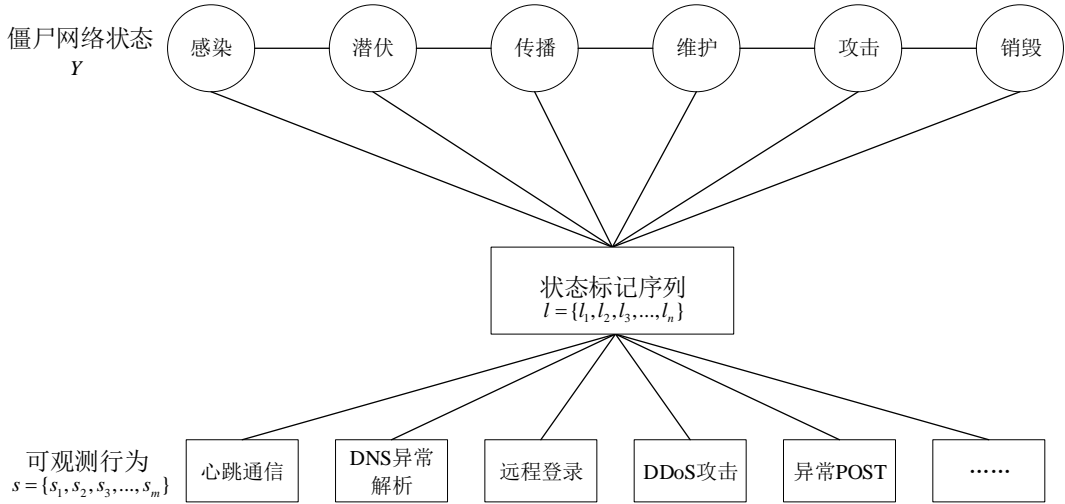 僵尸网络状态
Y
感染
潜伏
传播
维护
攻击
销毁
状态标记序列
l = {l₁, l₂, l₃, ..., lₙ}
可观测行为
s = {s₁, s₂, s₃, ..., sₘ}
心跳通信
DNS异常
解析
远程登录
DDoS攻击
异常POST
……